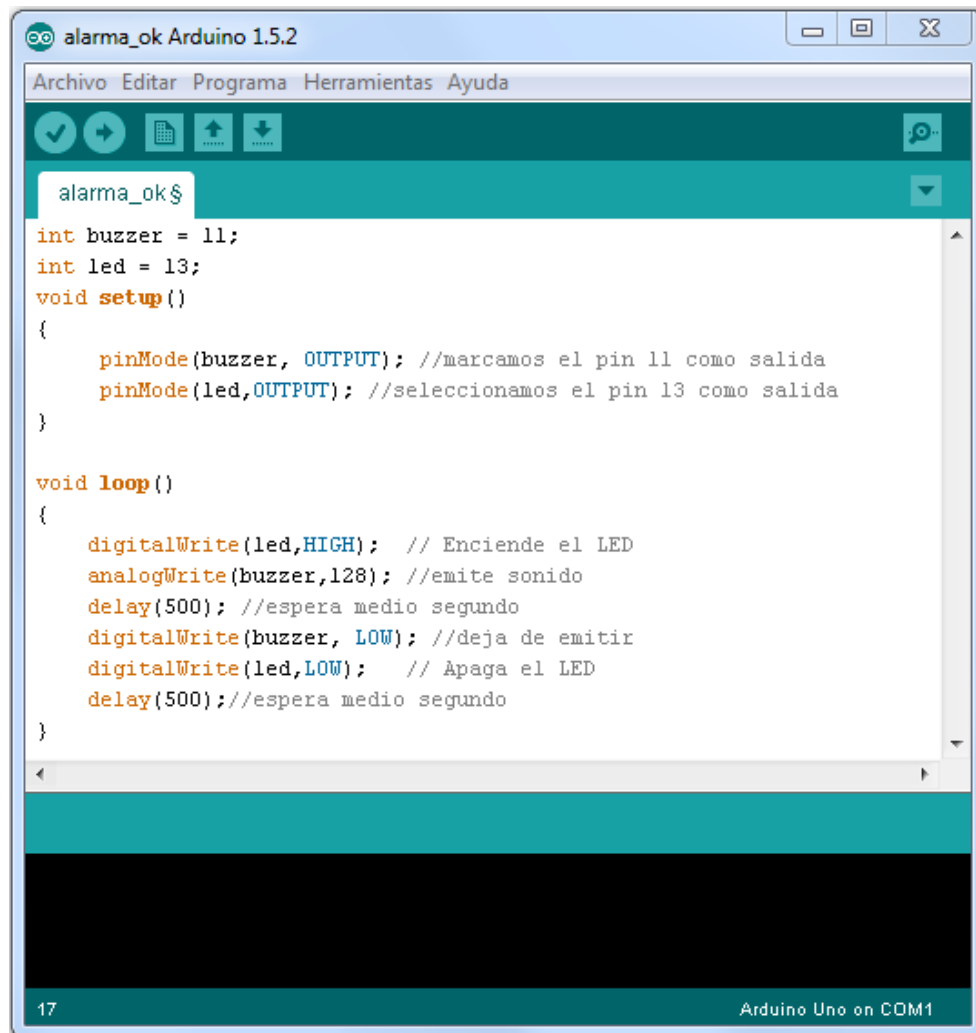 alarma_ok Arduino 1.5.2
Archivo Editar Programa Herramientas Ayuda
alarma_ok§
int buzzer = 11;
int led = 13;
void setup()
{
     pinMode(buzzer, OUTPUT); //marcamos el pin 11 como salida
     pinMode(led,OUTPUT); //seleccionamos el pin 13 como salida
}
void loop()
{
    digitalWrite(led,HIGH);  // Enciende el LED
    analogWrite(buzzer,128); //emite sonido
    delay(500); //espera medio segundo
    digitalWrite(buzzer, LOW); //deja de emitir
    digitalWrite(led,LOW);   // Apaga el LED
    delay(500);//espera medio segundo
}
17 Arduino Uno on COM1